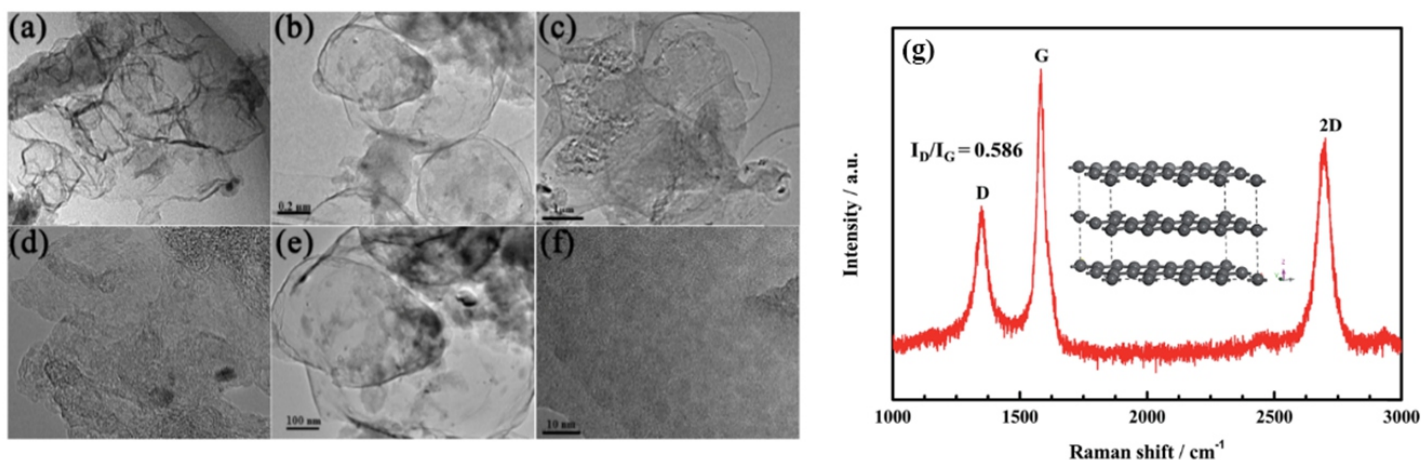 (a)
(b)
0.2 μm
(c)
(d)
(e)
100 nm
(f)
10 nm
(g)
G
2D
I_D/I_G = 0.586
D
Intensity / a.u.
1000 1500 2000 2500 3000
Raman shift / cm⁻¹